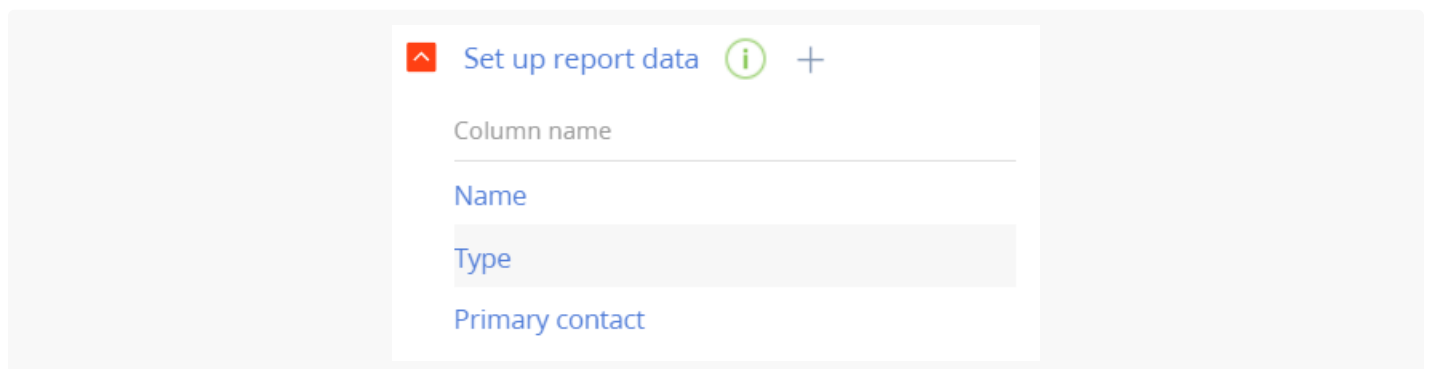 Set up report data i
Column name
Name
Type
Primary contact